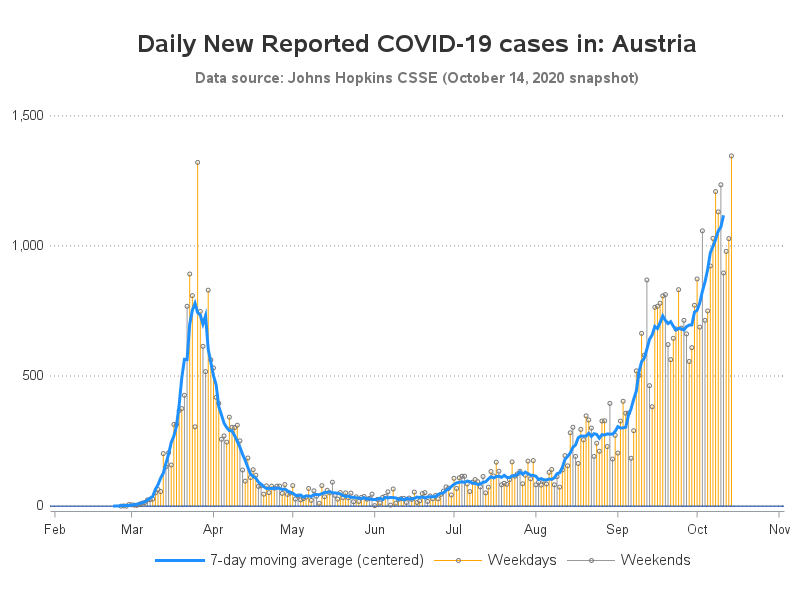 Daily New Reported COVID-19 cases in: Austria
Data source: Johns Hopkins CSSE (October 14, 2020 snapshot)
1,500
1,000
500
0
Feb Mar Apr May Jun Jul Aug Sep Oct Nov
7-day moving average (centered) Weekdays Weekends